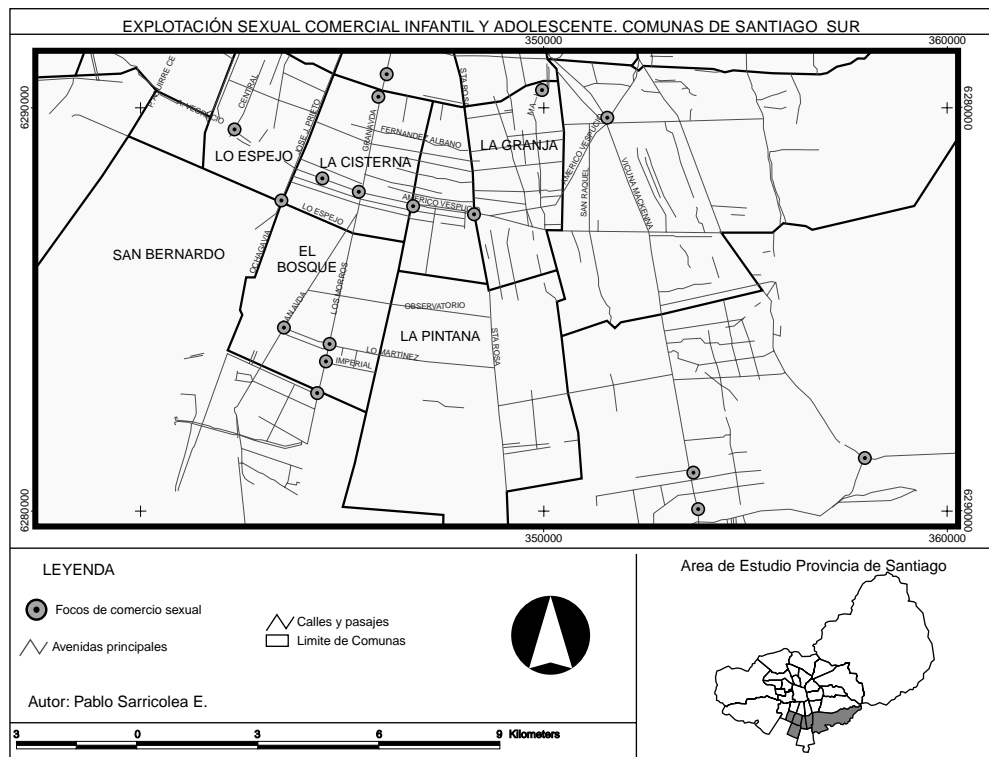 EXPLOTACIÓN SEXUAL COMERCIAL INFANTIL Y ADOLESCENTE. COMUNAS DE SANTIAGO SUR
350000
360000
6290000
6280000
CENTRAL
STA ROSA
JOSE J. PRIETO
GRANAVDA
FERNANDEZ ALBANO
LA GRANJA
AMERICO VESPUCIO
LO ESPEJO
LA CISTERNA
SAN RAQUEL
VICUNA MACKENNA
AMERICO VESPUCIO
LO ESPEJO
OCHAGAVIA
SAN BERNARDO
EL
BOSQUE
LOS MORROS
OBSERVATORIO
LA PINTANA
STA ROSA
LO MARTINEZ
IMPERIAL
6280000
6290000
350000
360000
LEYENDA
Focos de comercio sexual
Avenidas principales
Calles y pasajes
Limite de Comunas
Autor: Pablo Sarricolea E.
3 0 3 6 9 Kilometers
Area de Estudio Provincia de Santiago